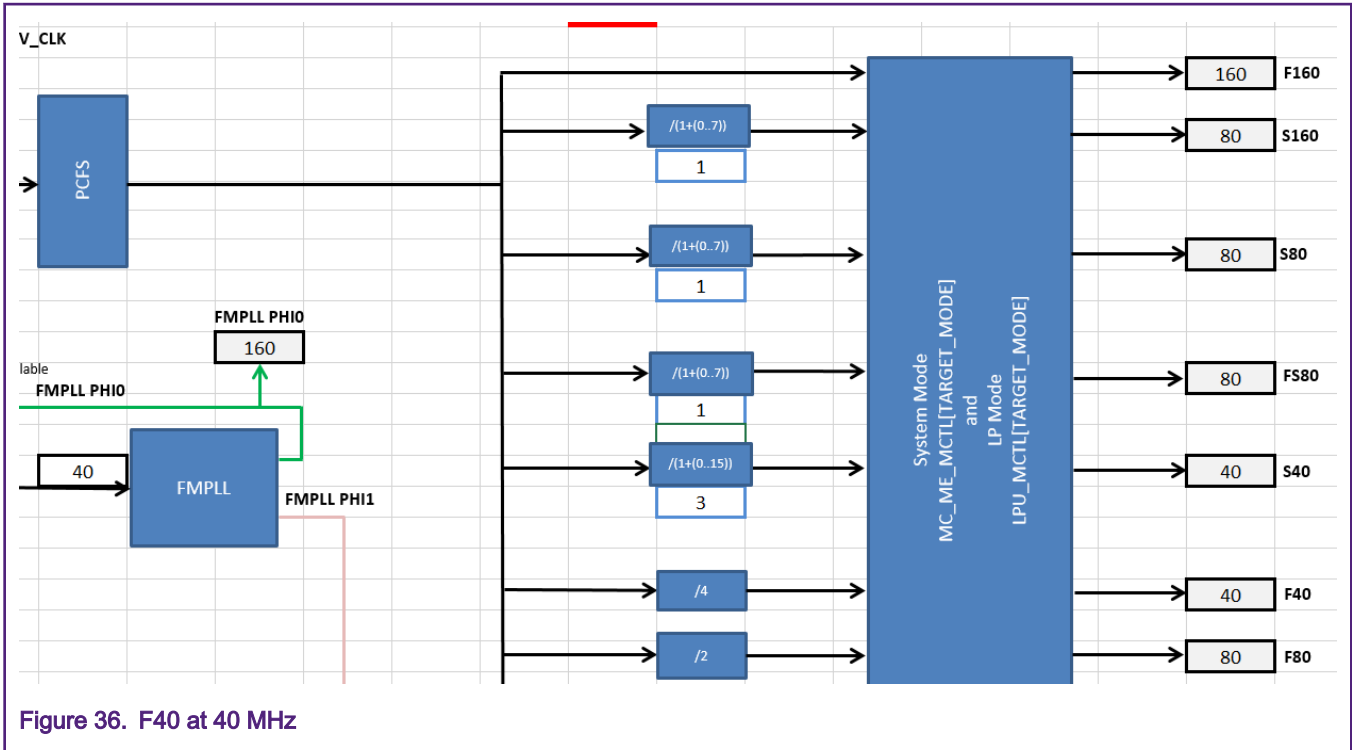 V_CLK
PCFS
FMPLL PHI0
160
lable
FMPLL PHI0
40
FMPLL
FMPLL PHI1
/(1+(0..7))
1
/(1+(0..7))
1
/(1+(0..7))
1
/(1+(0..15))
3
/4
/2
System Mode
MC_ME_MCTL[TARGET_MODE]
and
LP Mode
LPU_MCTL[TARGET_MODE]
160 F160
80 S160
80 S80
80 FS80
40 S40
40 F40
80 F80
Figure 36. F40 at 40 MHz